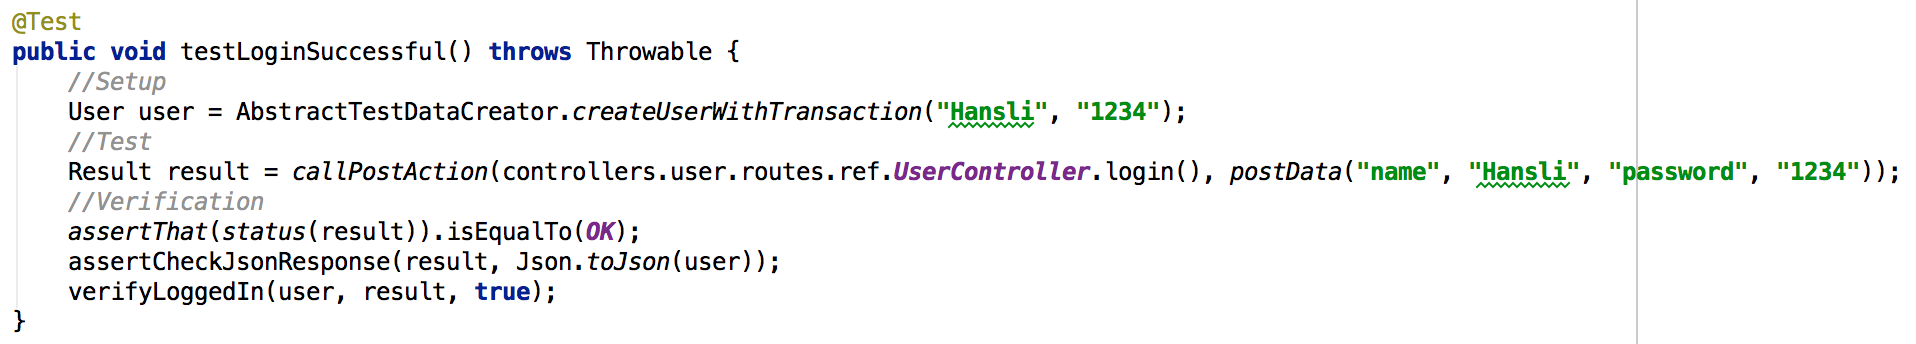 @Test
public void testLoginSuccessful() throws Throwable {
    //Setup
    User user = AbstractTestDataCreator.createUserWithTransaction("Hansli", "1234");
    //Test
    Result result = callPostAction(controllers.user.routes.ref.UserController.login(), postData("name", "Hansli", "password", "1234"));
    //Verification
    assertThat(status(result)).isEqualTo(OK);
    assertCheckJsonResponse(result, Json.toJson(user));
    verifyLoggedIn(user, result, true);
}